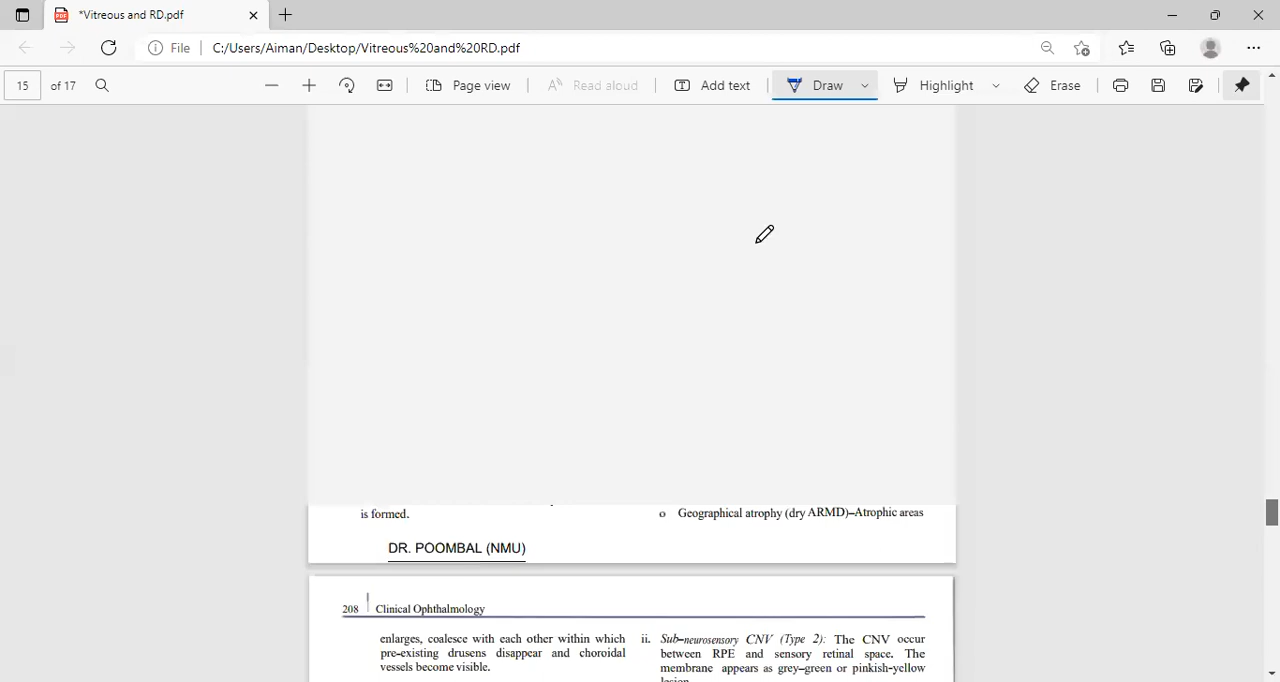 *Vitreous and RD.pdf
File C:/Users/Aiman/Desktop/Vitreous%20and%20RD.pdf
15 of 17 Page view Read aloud Add text Draw Highlight Erase
is formed.
o Geographical atrophy (dry ARMD)–Atrophic areas
DR. POOMBAL (NMU)
208 Clinical Ophthalmology
enlarges, coalesce with each other within which
pre-existing drusens disappear and choroidal
vessels become visible.
ii. Sub–neurosensory CNV (Type 2): The CNV occur
between RPE and sensory retinal space. The
membrane appears as grey–green or pinkish-yellow